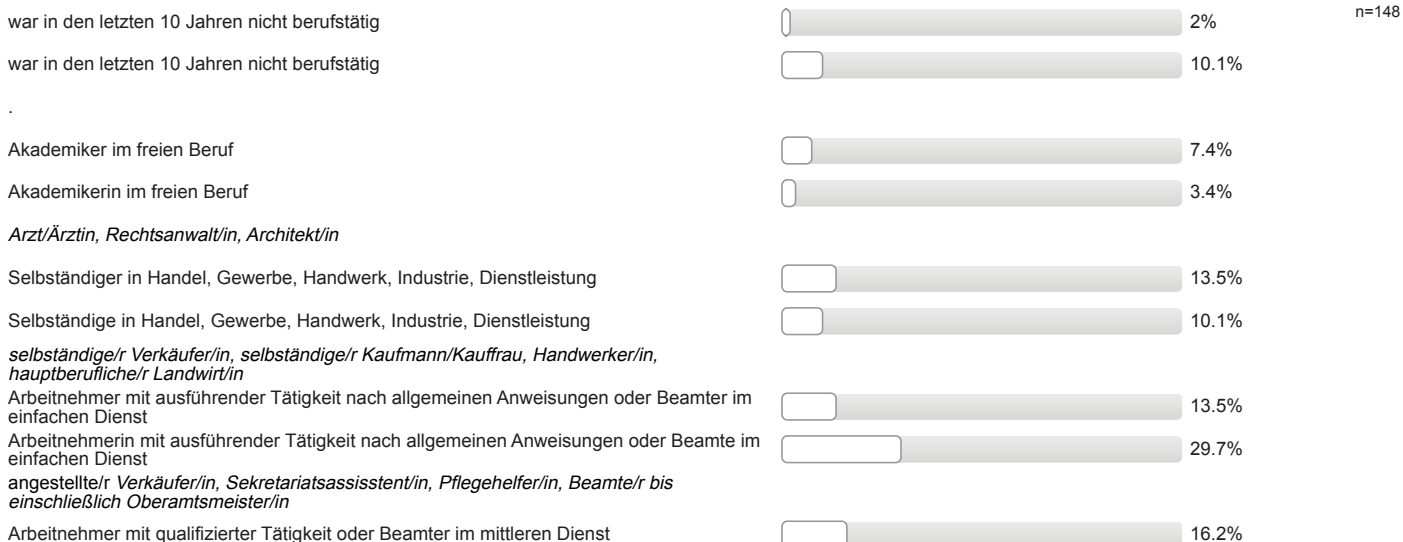 war in den letzten 10 Jahren nicht berufstätig 2% n=148
war in den letzten 10 Jahren nicht berufstätig 10.1%
.
Akademiker im freien Beruf 7.4%
Akademikerin im freien Beruf 3.4%
Arzt/Ärztin, Rechtsanwalt/in, Architekt/in
Selbständiger in Handel, Gewerbe, Handwerk, Industrie, Dienstleistung 13.5%
Selbständige in Handel, Gewerbe, Handwerk, Industrie, Dienstleistung 10.1%
selbständige/r Verkäufer/in, selbständige/r Kaufmann/Kauffrau, Handwerker/in,
hauptberufliche/r Landwirt/in
Arbeitnehmer mit ausführender Tätigkeit nach allgemeinen Anweisungen oder Beamter im
einfachen Dienst 13.5%
Arbeitnehmerin mit ausführender Tätigkeit nach allgemeinen Anweisungen oder Beamte im
einfachen Dienst 29.7%
angestellte/r Verkäufer/in, Sekretariatsassisstent/in, Pflegehelfer/in, Beamte/r bis
einschließlich Oberamtsmeister/in
Arbeitnehmer mit qualifizierter Tätigkeit oder Beamter im mittleren Dienst 16.2%